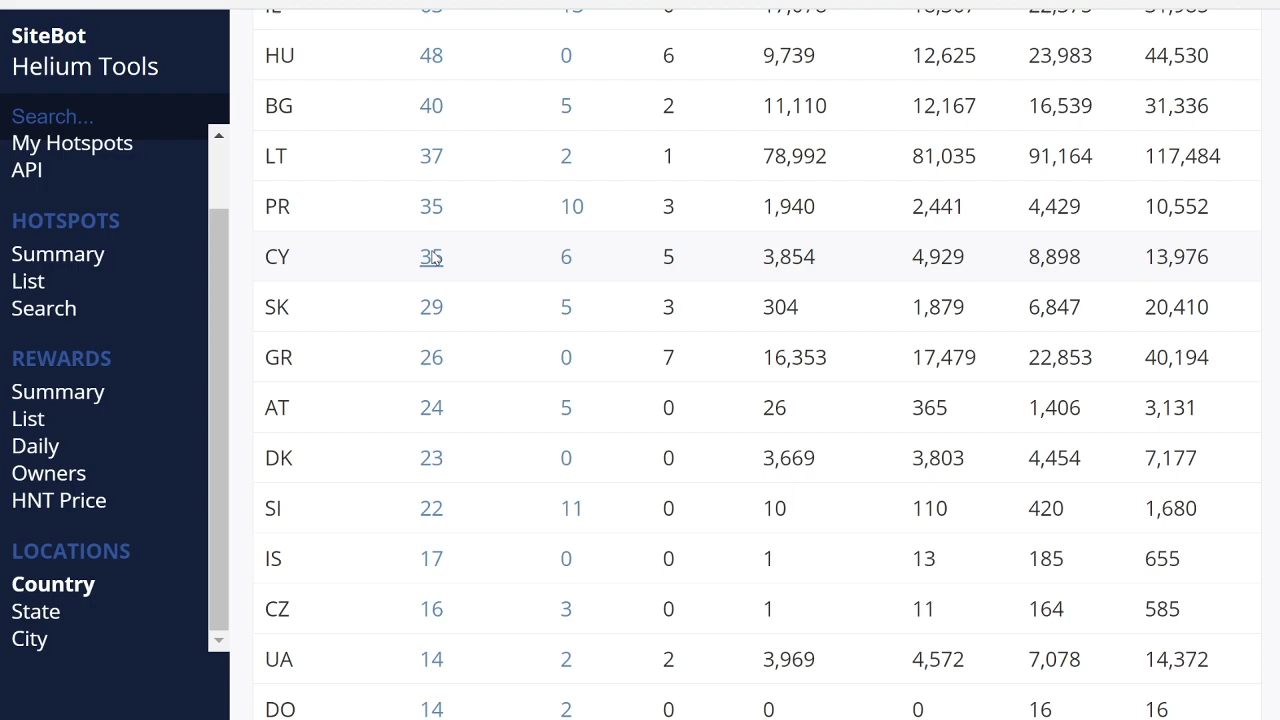 SiteBot
Helium Tools
Search...
My Hotspots
API
HOTSPOTS
Summary
List
Search
REWARDS
Summary
List
Daily
Owners
HNT Price
LOCATIONS
Country
State
City
HU 48 0 6 9,739 12,625 23,983 44,530
BG 40 5 2 11,110 12,167 16,539 31,336
LT 37 2 1 78,992 81,035 91,164 117,484
PR 35 10 3 1,940 2,441 4,429 10,552
CY 35 6 5 3,854 4,929 8,898 13,976
SK 29 5 3 304 1,879 6,847 20,410
GR 26 0 7 16,353 17,479 22,853 40,194
AT 24 5 0 26 365 1,406 3,131
DK 23 0 0 3,669 3,803 4,454 7,177
SI 22 11 0 10 110 420 1,680
IS 17 0 0 1 13 185 655
CZ 16 3 0 1 11 164 585
UA 14 2 2 3,969 4,572 7,078 14,372
DO 14 2 0 0 0 16 16